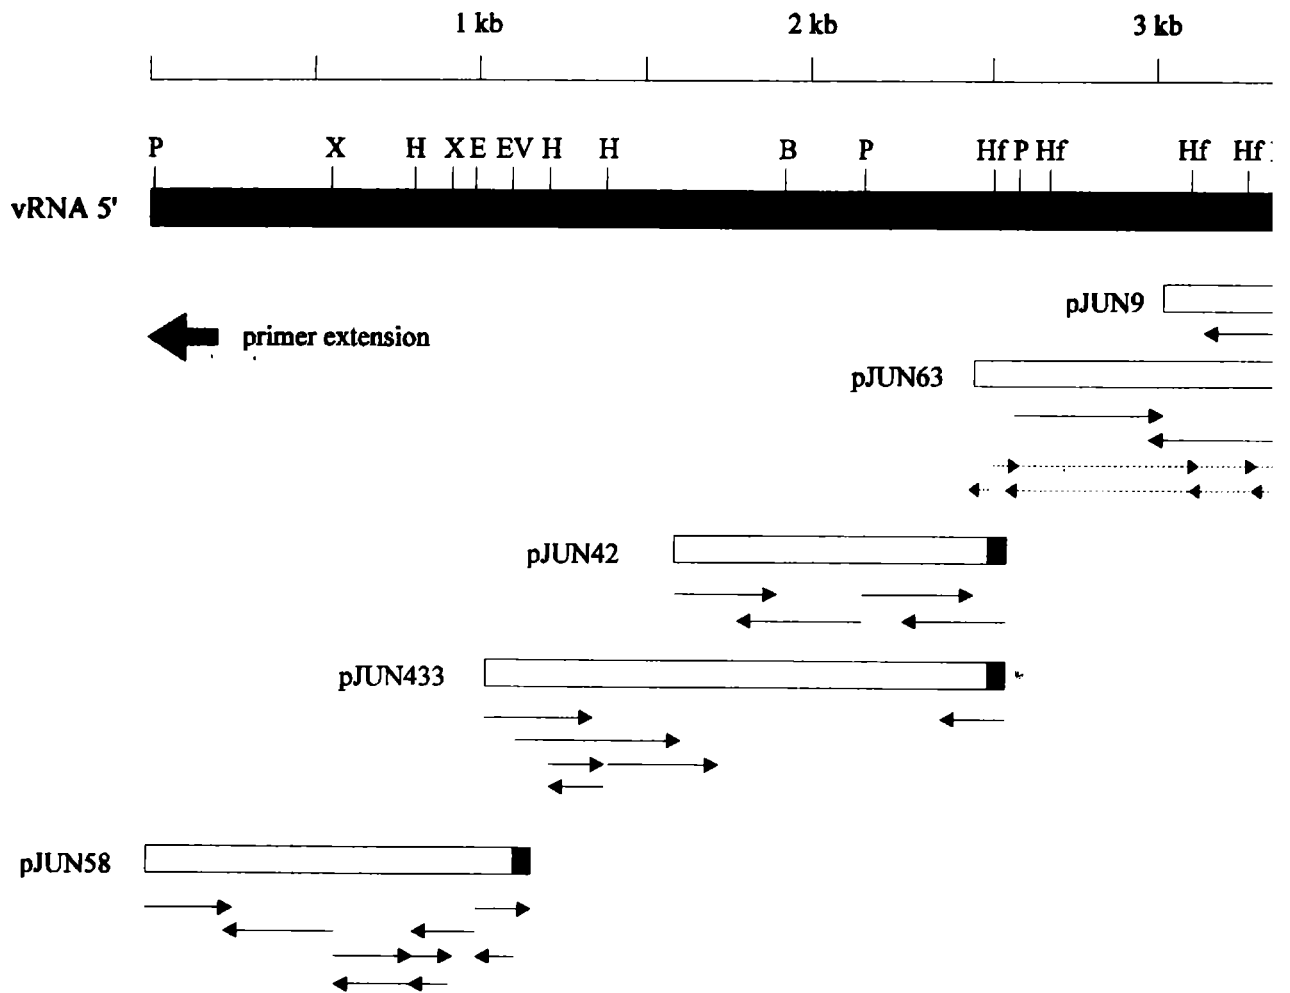 1 kb 2 kb 3 kb
P X H X E EV H H B P Hf P Hf Hf Hf
vRNA 5'
pJUN9
primer extension
pJUN63
pJUN42
pJUN433
pJUN58